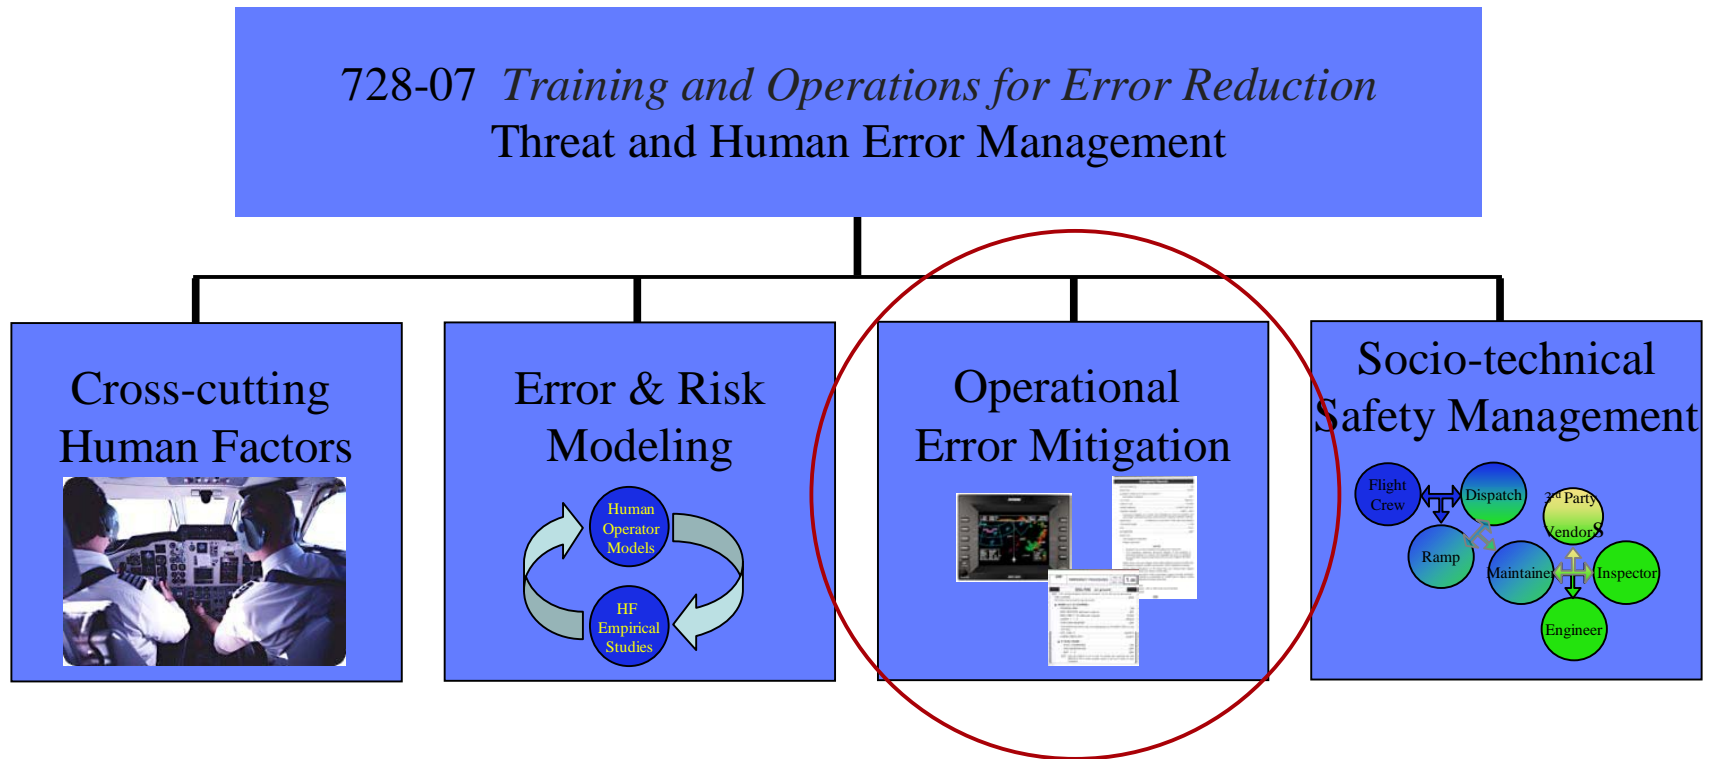 728-07 Training and Operations for Error Reduction
Threat and Human Error Management
Cross-cutting
Human Factors
Error & Risk
Modeling
Human
Operator
Models
HF
Empirical
Studies
Operational
Error Mitigation
Socio-technical
Safety Management
Flight
Crew
Dispatch
3rd Party
Vendors
Ramp
Maintainer
Inspector
Engineer